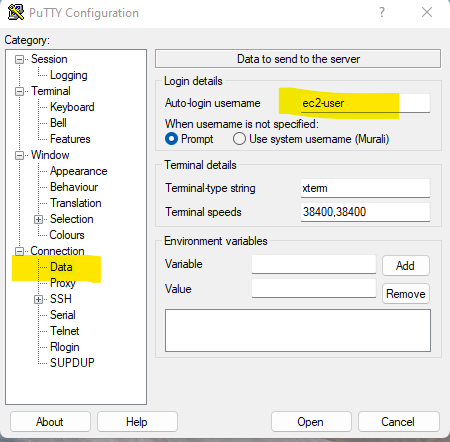 PuTTY Configuration
?
Category:
Session
Logging
Terminal
Keyboard
Bell
Features
Window
Appearance
Behaviour
Translation
Selection
Colours
Connection
Data
Proxy
SSH
Serial
Telnet
Rlogin
SUPDUP
Data to send to the server
Login details
Auto-login username ec2-user
When username is not specified:
Prompt Use system username (Murali)
Terminal details
Terminal-type string xterm
Terminal speeds 38400,38400
Environment variables
Variable Add
Value Remove
About Help Open Cancel